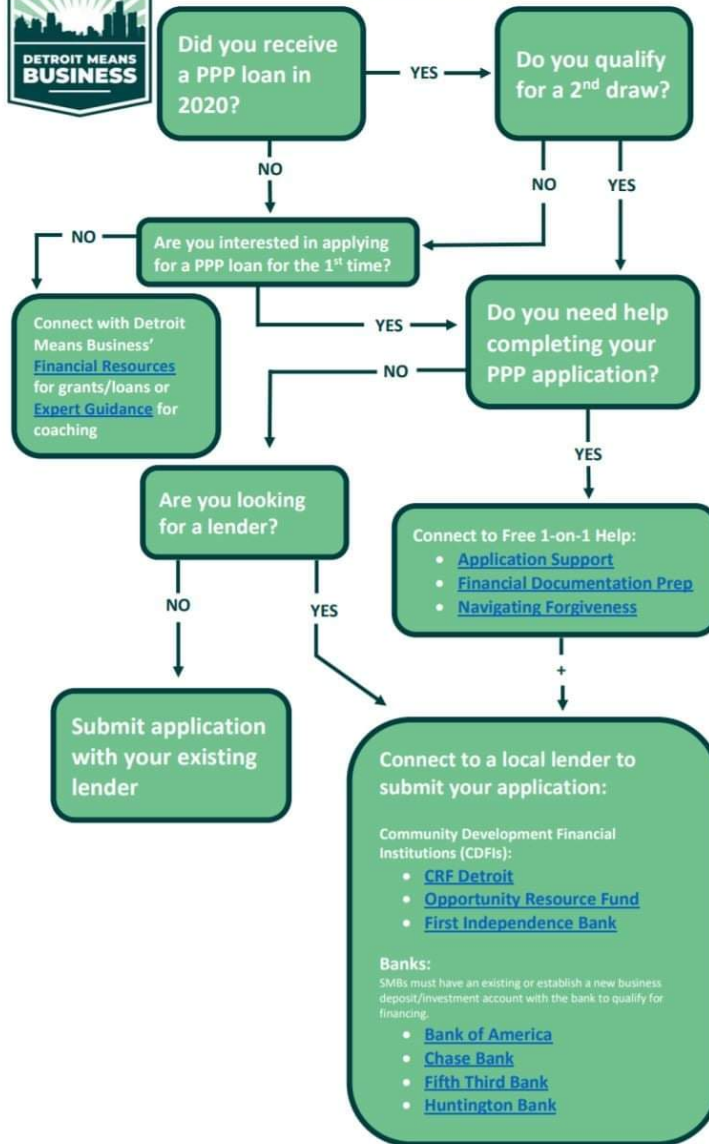 DETROIT MEANS
BUSINESS
Did you receive
a PPP loan in
2020?
YES
Do you qualify
for a 2nd draw?
NO
NO
YES
NO
Are you interested in applying
for a PPP loan for the 1st time?
Connect with Detroit
Means Business'
Financial Resources
for grants/loans or
Expert Guidance for
coaching
YES
Do you need help
completing your
PPP application?
NO
YES
Are you looking
for a lender?
Connect to Free 1-on-1 Help:
• Application Support
• Financial Documentation Prep
• Navigating Forgiveness
NO
YES
+
Submit application
with your existing
lender
Connect to a local lender to
submit your application:
Community Development Financial
Institutions (CDFIs):
• CRF Detroit
• Opportunity Resource Fund
• First Independence Bank
Banks:
SMBs must have an existing or establish a new business
deposit/investment account with the bank to qualify for
financing.
• Bank of America
• Chase Bank
• Fifth Third Bank
• Huntington Bank